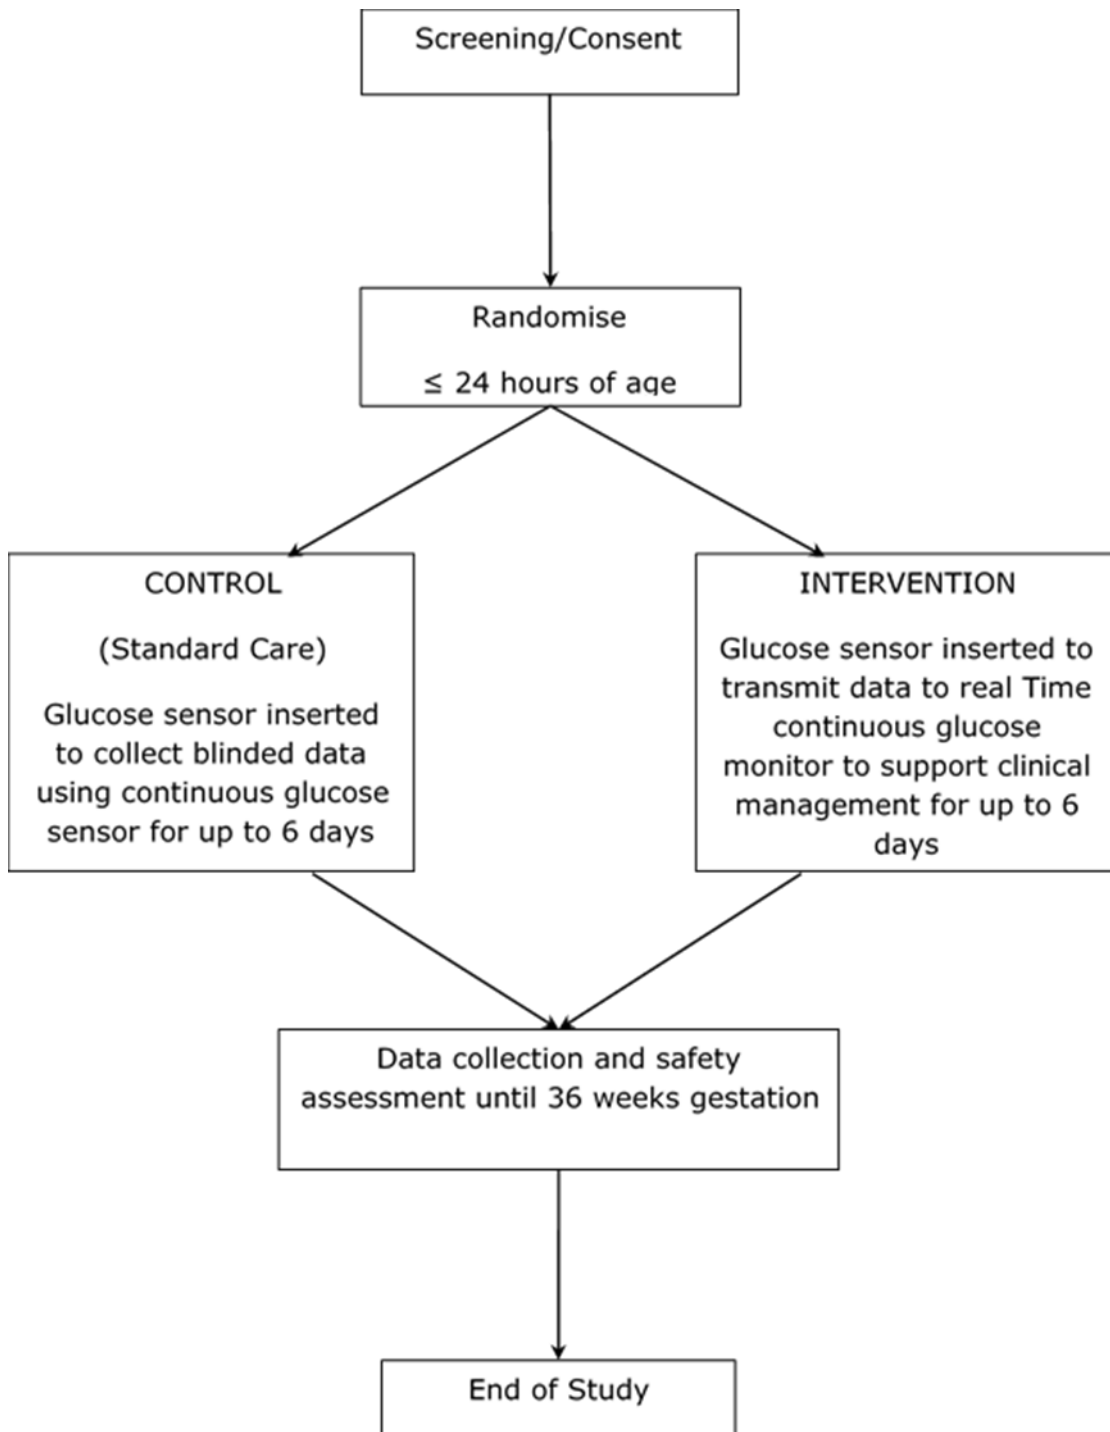 Screening/Consent
Randomise
≤ 24 hours of age
CONTROL
(Standard Care)
Glucose sensor inserted
to collect blinded data
using continuous glucose
sensor for up to 6 days
INTERVENTION
Glucose sensor inserted to
transmit data to real Time
continuous glucose
monitor to support clinical
management for up to 6
days
Data collection and safety
assessment until 36 weeks gestation
End of Study